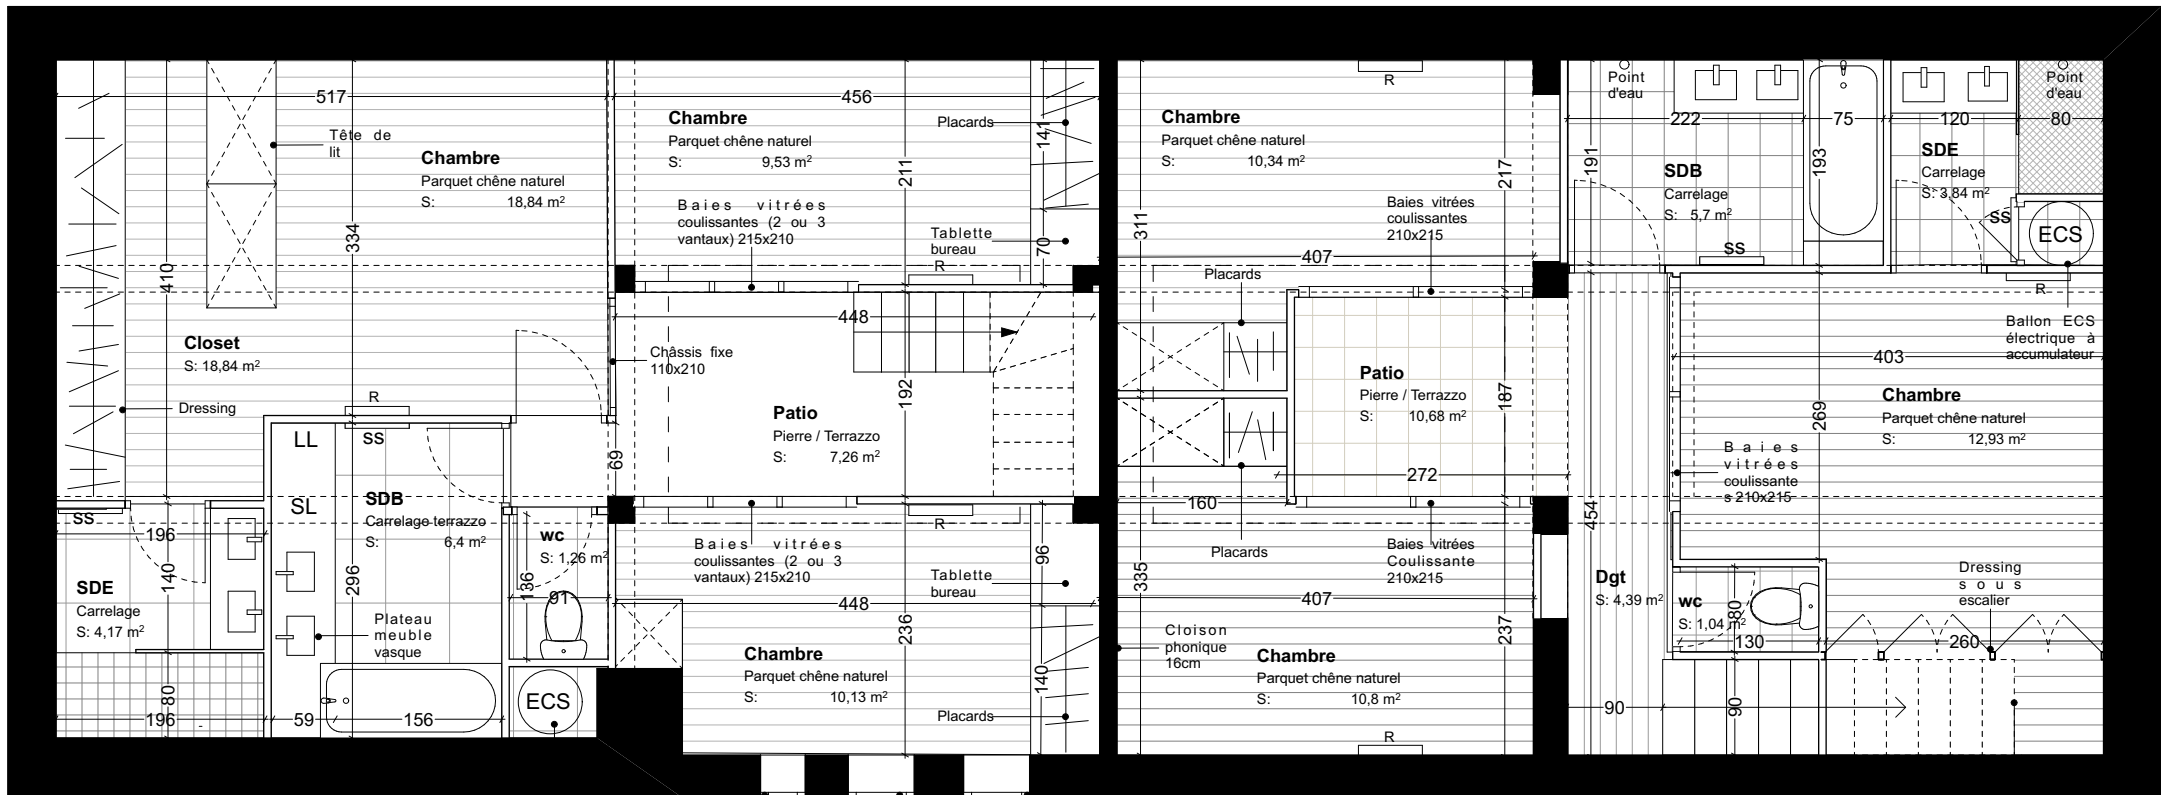 517
Tête de
lit
Chambre
Parquet chêne naturel
S: 18,84 m²
334
410
Closet
S: 18,84 m²
Dressing
R
LL
SS
SL
SDB
Carrelage terrazzo
S: 6,4 m²
SS
196
140
SDE
Carrelage
S: 4,17 m²
80
196
59
156
296
Plateau
meuble
vasque
wc
S: 1,26 m²
136
91
ECS
456
Chambre
Parquet chêne naturel
S: 9,53 m²
Placards
141
211
Baies vitrées
coulissantes (2 ou 3
vantaux) 215x210
Tablette
bureau
70
R
448
Châssis fixe
110x210
192
Patio
Pierre / Terrazzo
S: 7,26 m²
69
R
Baies vitrées
coulissantes (2 ou 3
vantaux) 215x210
Tablette
bureau
96
448
236
Chambre
Parquet chêne naturel
S: 10,13 m²
140
Placards
R
Chambre
Parquet chêne naturel
S: 10,34 m²
217
311
Baies vitrées
coulissantes
210x215
407
Placards
Patio
Pierre / Terrazzo
S: 10,68 m²
187
272
160
Placards
Baies vitrées
Coulissante
210x215
335
407
Cloison
phonique
16cm
237
Chambre
Parquet chêne naturel
S: 10,8 m²
R
Point
d'eau
222
75
120
Point
d'eau
80
191
193
SDB
Carrelage
S: 5,7 m²
SS
SDE
Carrelage
S: 3,84 m²
SS
ECS
R
Ballon ECS
électrique à
accumulateur
403
Chambre
Parquet chêne naturel
S: 12,93 m²
269
Baies
vitrées
coulissante
s 210x215
454
Dgt
S: 4,39 m²
wc
S: 1,04 m²
80
130
Dressing
sous
escalier
260
90
90